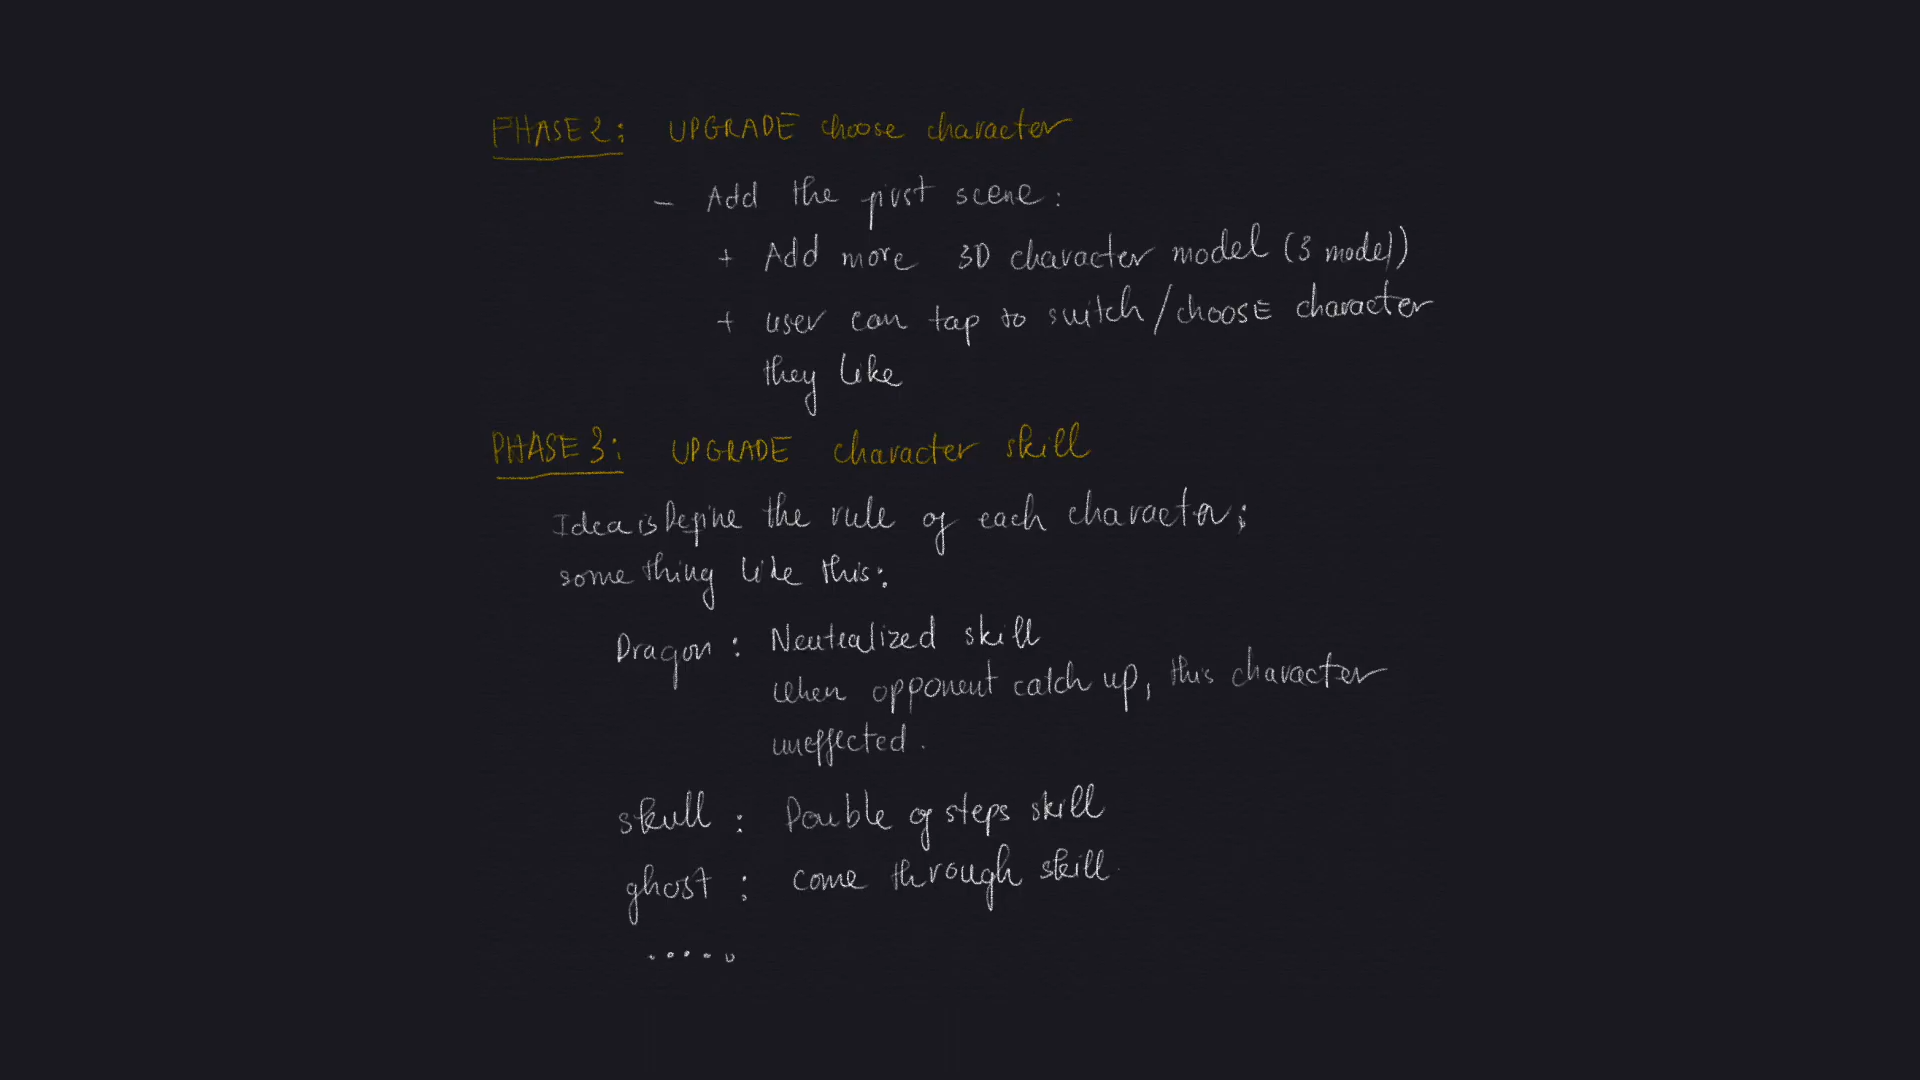 PHASE 2: UPGRADE choose character
- Add the first scene:
+ Add more 3D character model (3 model)
+ user can tap to switch/choosE character
they like
PHASE 3: UPGRADE character skill
Idea is Define the rule of each character;
some thing like this:
Dragon: Neutealized skill
when opponent catch up, this character
uneffected.
skull: Double of steps skill
ghost: come through skill.
.....